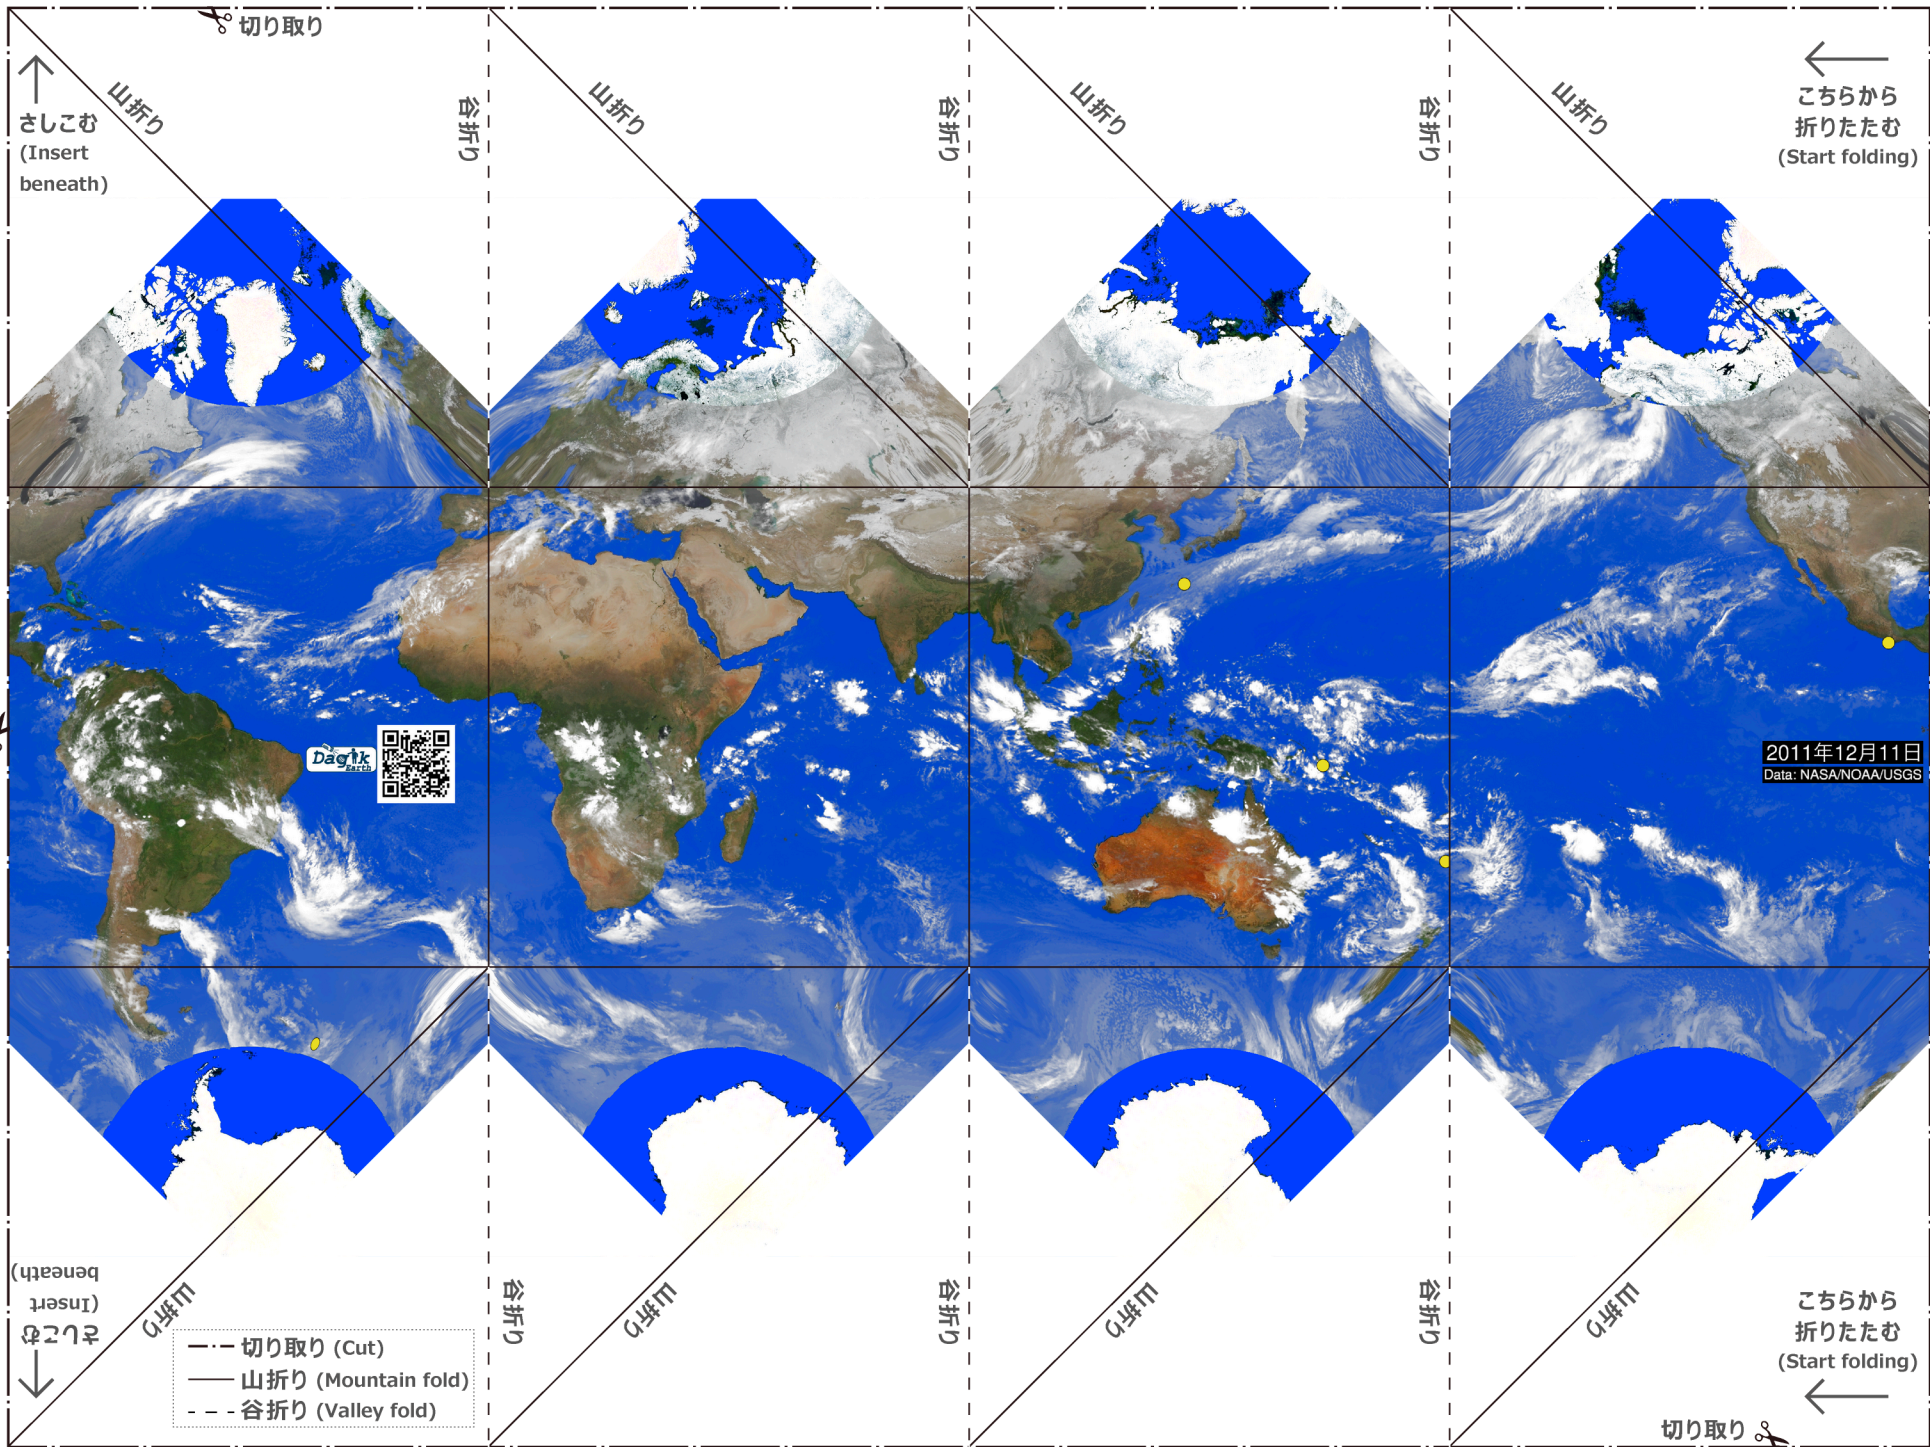 切り取り
さしこむ
(Insert
beneath)
山折り
谷折り
山折り
谷折り
山折り
谷折り
山折り
こちらから
折りたたむ
(Start folding)
Dagik
Earth
2011年12月11日
Data: NASA/NOAA/USGS
さしこむ
(Insert
beneath)
山折り
谷折り
山折り
谷折り
山折り
谷折り
山折り
こちらから
折りたたむ
(Start folding)
切り取り (Cut)
山折り (Mountain fold)
谷折り (Valley fold)
切り取り